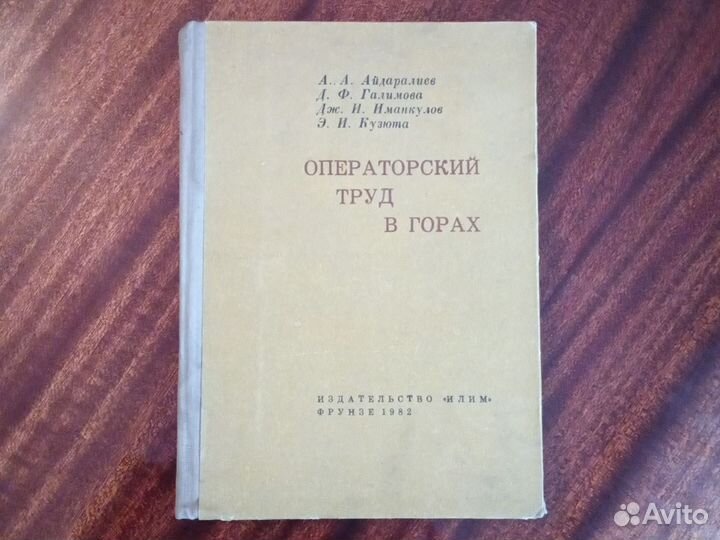 А. А. Айдаралиев
Д. Ф. Галимова
Дж. И. Иманкулов
Э. И. Кузюта
ОПЕРАТОРСКИЙ
ТРУД
В ГОРАХ
ИЗДАТЕЛЬСТВО «ИЛИМ»
ФРУНЗЕ 1982
Avito